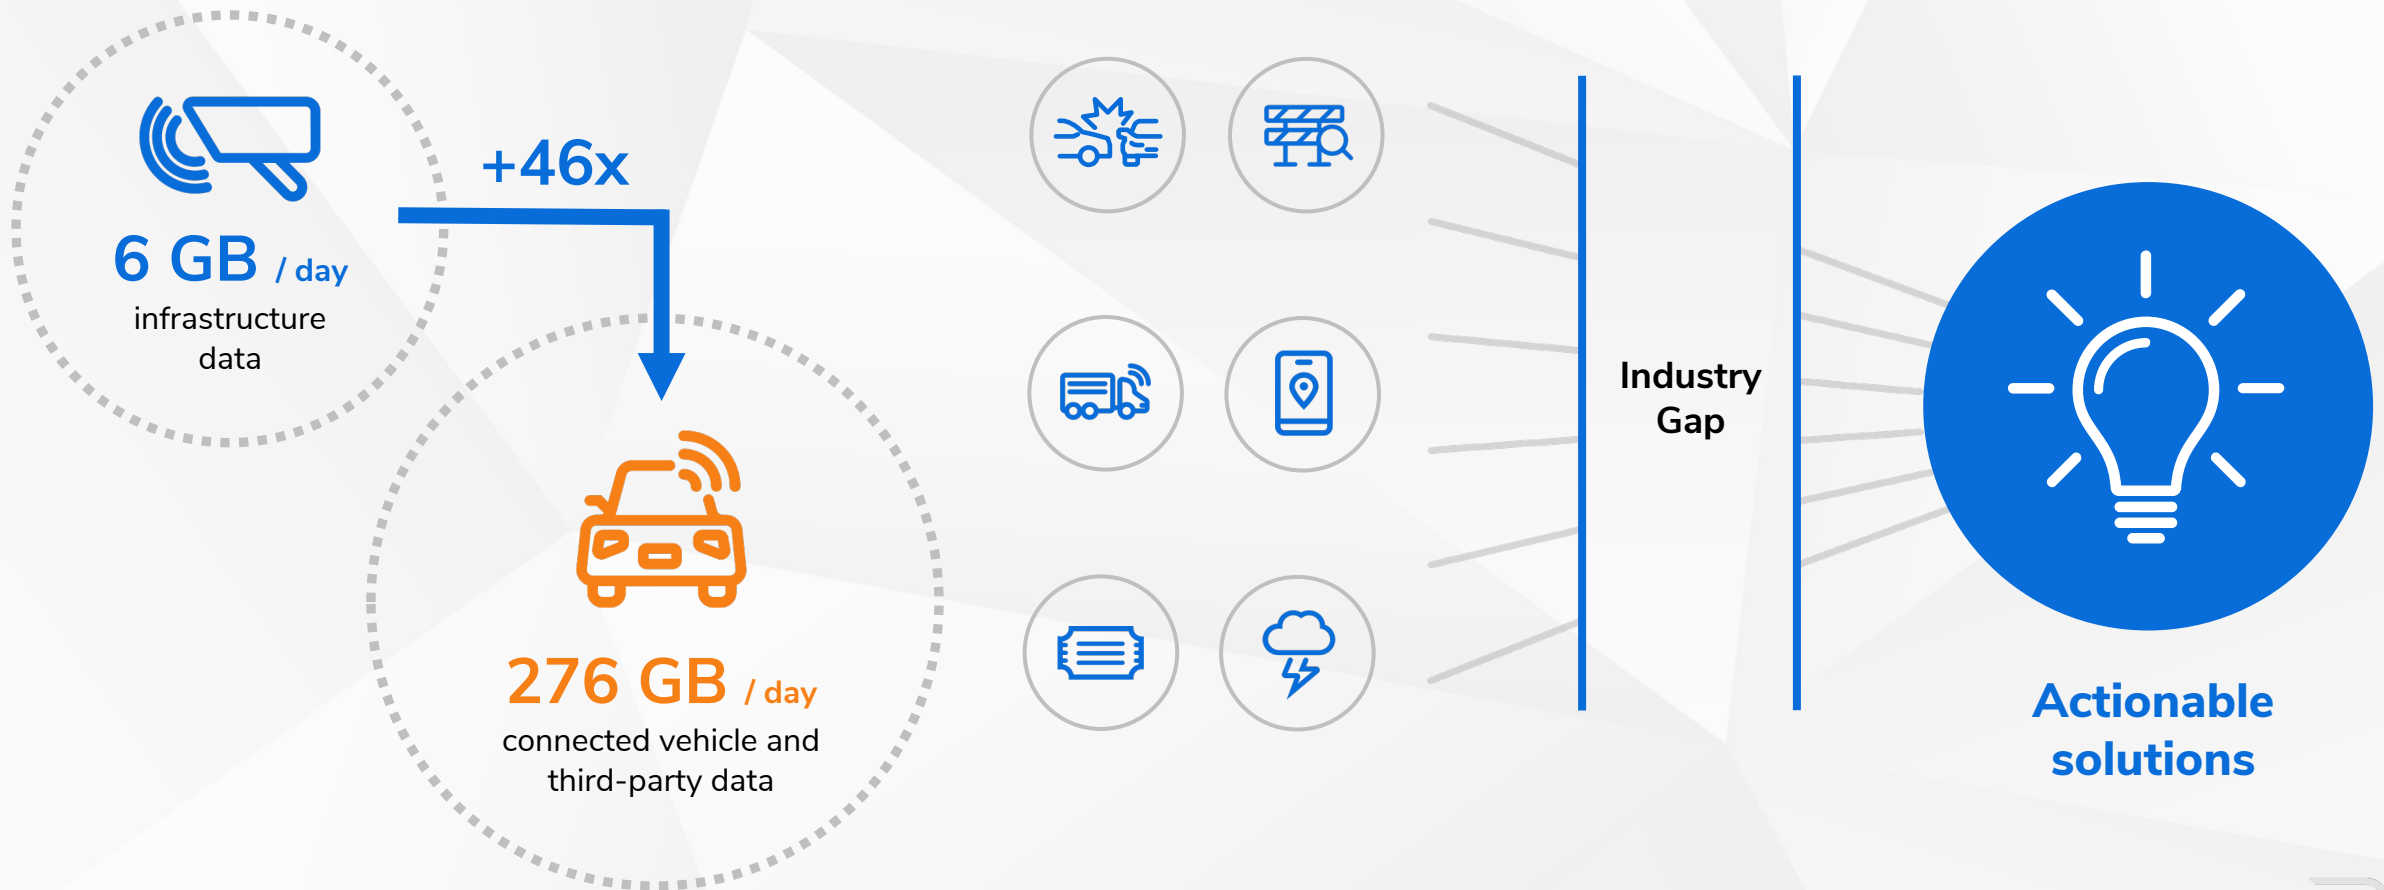 +46x
6 GB / day
infrastructure
data
276 GB / day
connected vehicle and
third-party data
Industry
Gap
Actionable
solutions